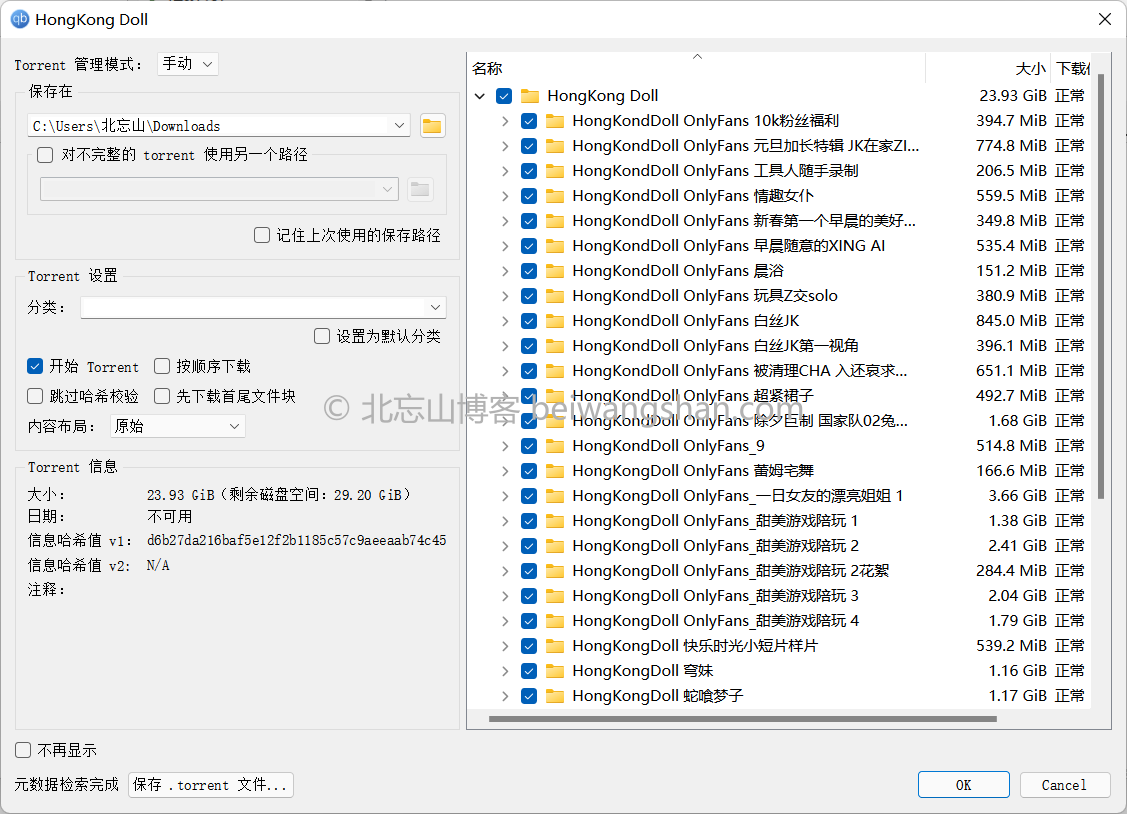 HongKong Doll
Torrent 管理模式： 手动
保存在
C:\Users\北忘山\Downloads
对不完整的 torrent 使用另一个路径
记住上次使用的保存路径
Torrent 设置
分类：
设置为默认分类
开始 Torrent 按顺序下载
跳过哈希校验 先下载首尾文件块
内容布局： 原始
Torrent 信息
大小： 23.93 GiB（剩余磁盘空间：29.20 GiB）
日期： 不可用
信息哈希值 v1： d6b27da216baf5e12f2b1185c57c9aeeaab74c45
信息哈希值 v2： N/A
注释：
不再显示
元数据检索完成 保存 .torrent 文件...
名称 大小 下载
HongKong Doll 23.93 GiB 正常
HongKondDoll OnlyFans 10k粉丝福利 394.7 MiB 正常
HongKondDoll OnlyFans 元旦加长特辑 JK在家ZI... 774.8 MiB 正常
HongKondDoll OnlyFans 工具人随手录制 206.5 MiB 正常
HongKondDoll OnlyFans 情趣女仆 559.5 MiB 正常
HongKondDoll OnlyFans 新春第一个早晨的美好... 349.8 MiB 正常
HongKondDoll OnlyFans 早晨随意的XING AI 535.4 MiB 正常
HongKondDoll OnlyFans 晨浴 151.2 MiB 正常
HongKondDoll OnlyFans 玩具Z交solo 380.9 MiB 正常
HongKondDoll OnlyFans 白丝JK 845.0 MiB 正常
HongKondDoll OnlyFans 白丝JK第一视角 396.1 MiB 正常
HongKondDoll OnlyFans 被清理CHA 入还哀求... 651.1 MiB 正常
HongKondDoll OnlyFans 超紧裙子 492.7 MiB 正常
HongKondDoll OnlyFans 除夕巨制 国家队02兔... 1.68 GiB 正常
HongKondDoll OnlyFans_9 514.8 MiB 正常
HongKongDoll OnlyFans 蕾姆宅舞 166.6 MiB 正常
HongKongDoll OnlyFans_一日女友的漂亮姐姐 1 3.66 GiB 正常
HongKongDoll OnlyFans_甜美游戏陪玩 1 1.38 GiB 正常
HongKongDoll OnlyFans_甜美游戏陪玩 2 2.41 GiB 正常
HongKongDoll OnlyFans_甜美游戏陪玩 2花絮 284.4 MiB 正常
HongKongDoll OnlyFans_甜美游戏陪玩 3 2.04 GiB 正常
HongKongDoll OnlyFans_甜美游戏陪玩 4 1.79 GiB 正常
HongKongDoll 快乐时光小短片样片 539.2 MiB 正常
HongKongDoll 穹妹 1.16 GiB 正常
HongKongDoll 蛇喰梦子 1.17 GiB 正常
© 北忘山博客 beiwangshan.com
OK Cancel